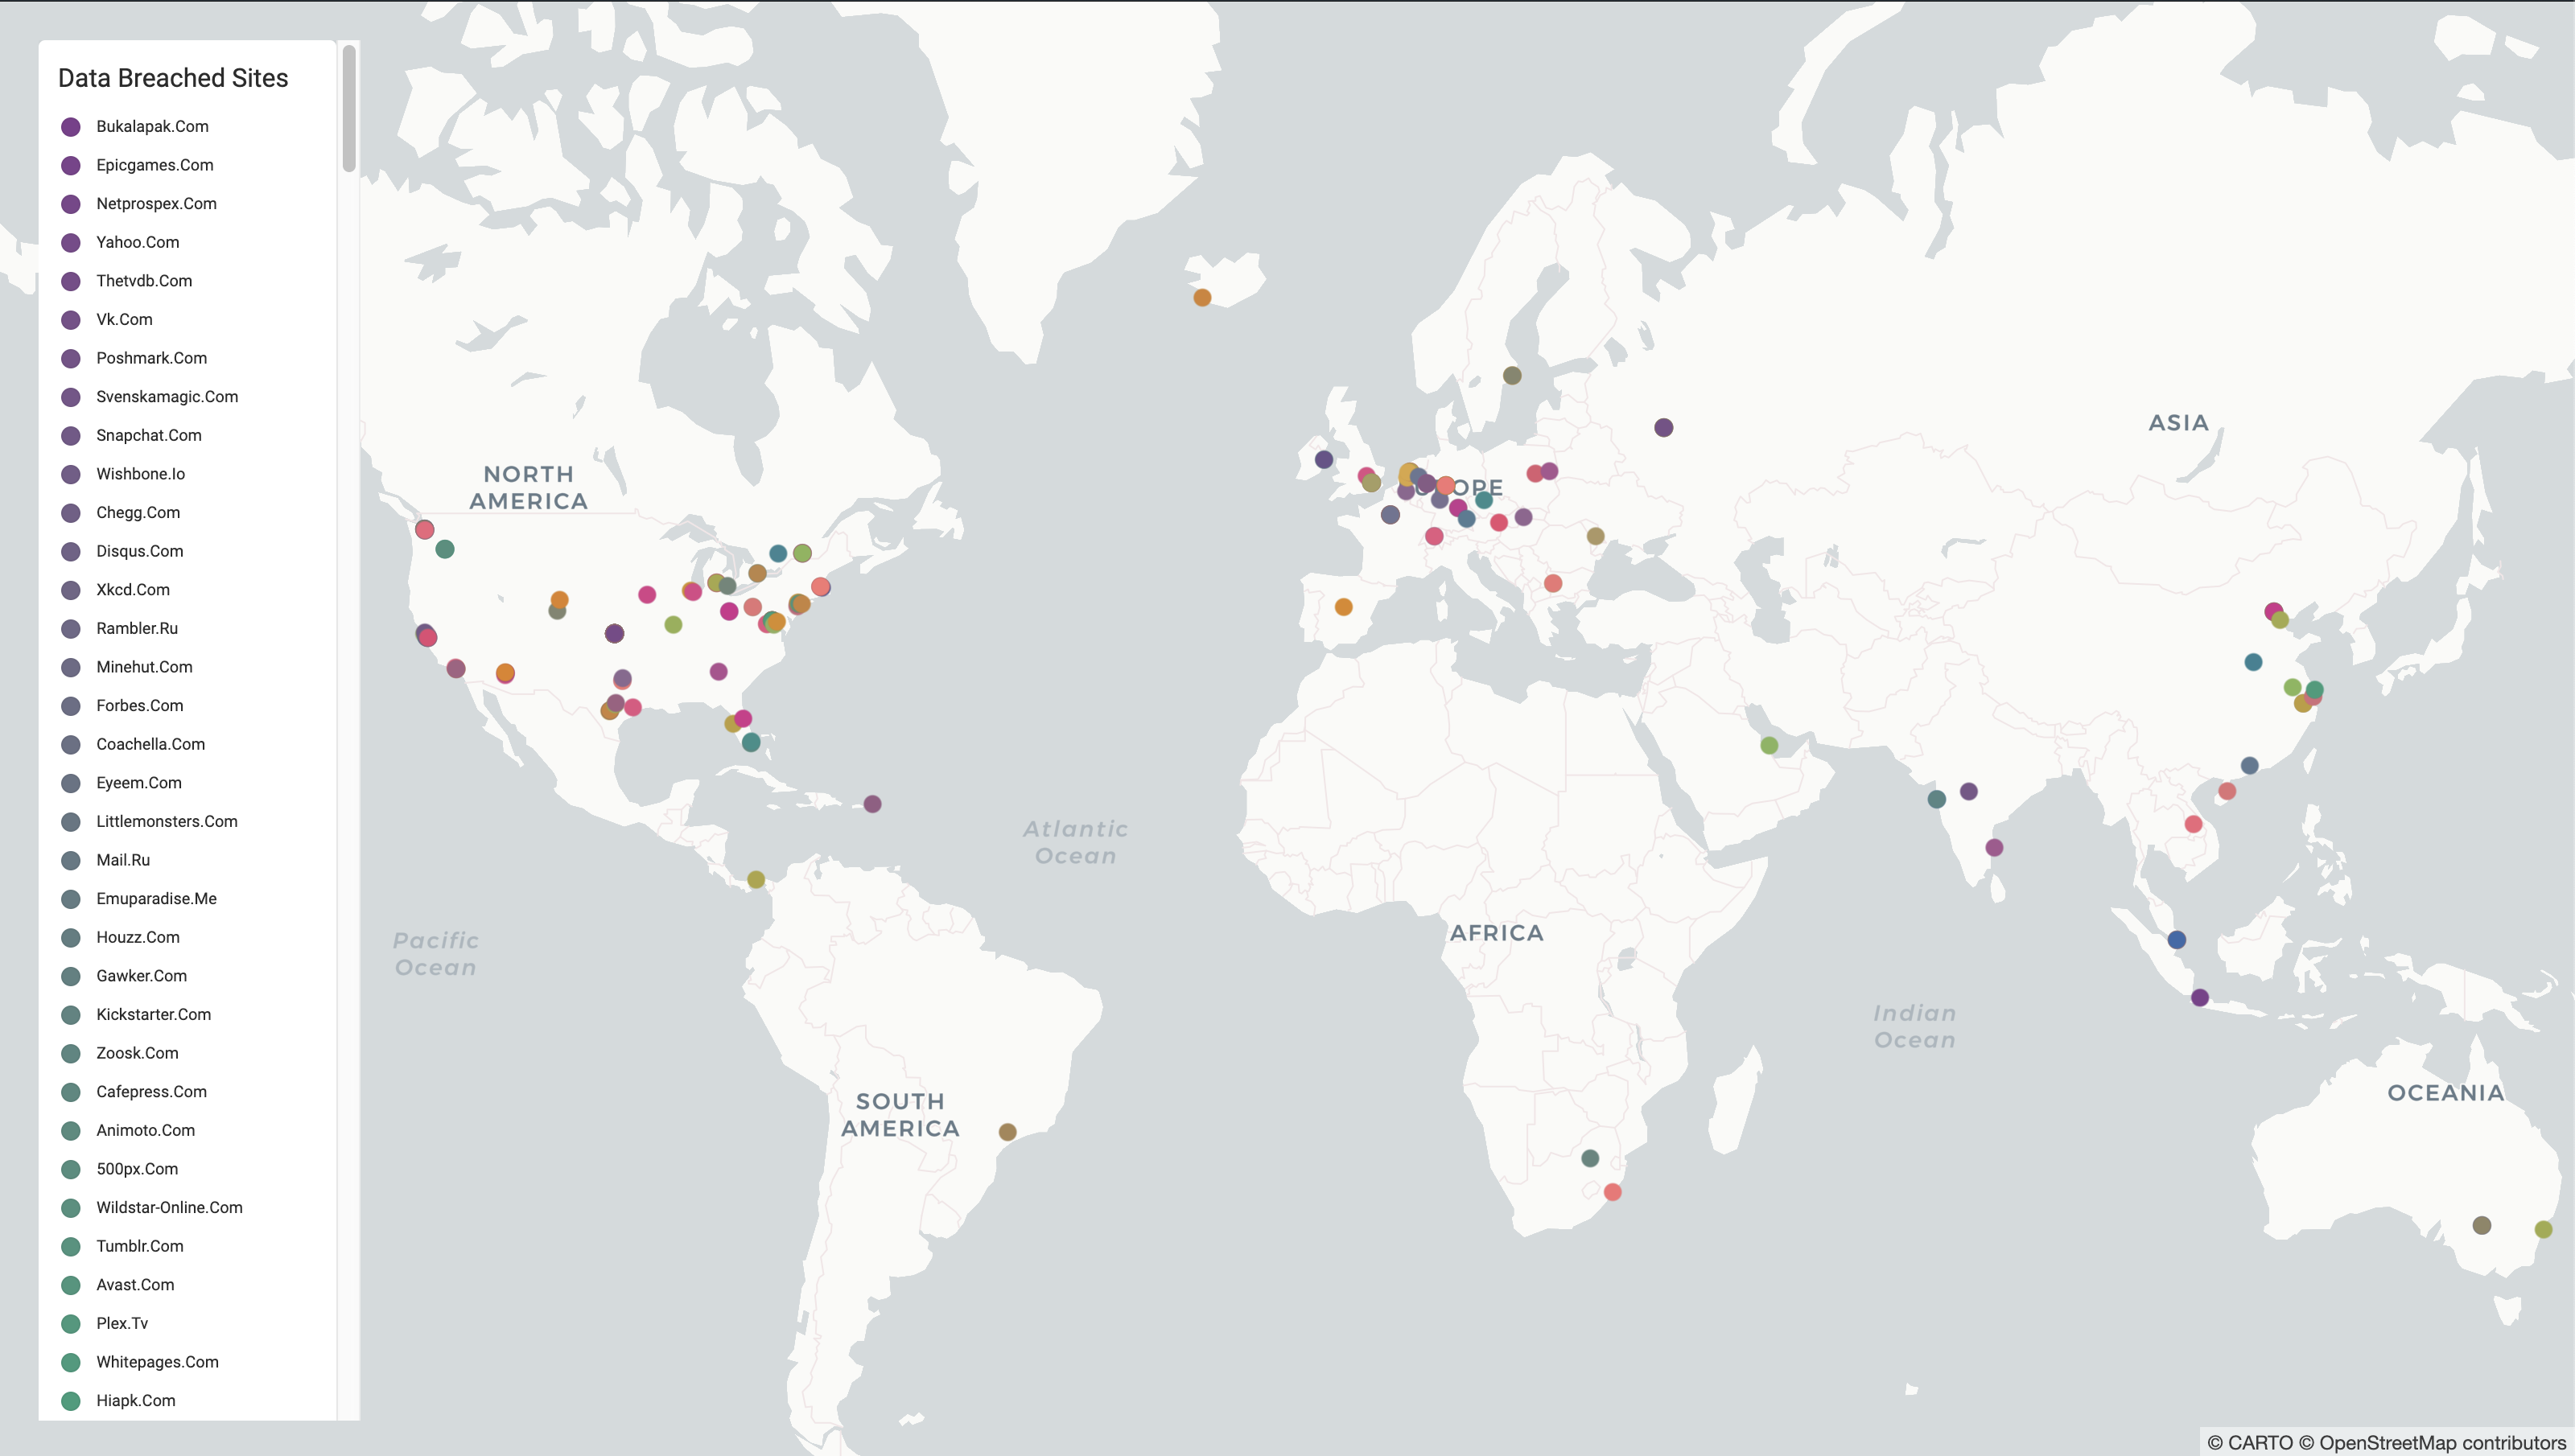 Data Breached Sites
Bukalapak.Com
Epicgames.Com
Netprospex.Com
Yahoo.Com
Thetvdb.Com
Vk.Com
Poshmark.Com
Svenskamagic.Com
Snapchat.Com
Wishbone.Io
Chegg.Com
Disqus.Com
Xkcd.Com
Rambler.Ru
Minehut.Com
Forbes.Com
Coachella.Com
Eyeem.Com
Littlemonsters.Com
Mail.Ru
Emuparadise.Me
Houzz.Com
Gawker.Com
Kickstarter.Com
Zoosk.Com
Cafepress.Com
Animoto.Com
500px.Com
Wildstar-Online.Com
Tumblr.Com
Avast.Com
Plex.Tv
Whitepages.Com
Hiapk.Com
NORTH
AMERICA
ASIA
Atlantic
Ocean
Pacific
Ocean
AFRICA
Indian
Ocean
SOUTH
AMERICA
OCEANIA
© CARTO © OpenStreetMap contributors